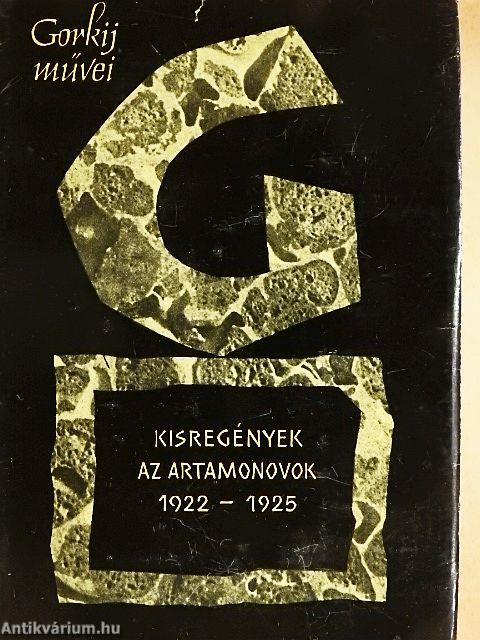 Gorkij
művei
G
KISREGÉNYEK
AZ ARTAMONOVOK
1922 – 1925
Antikvárium.hu